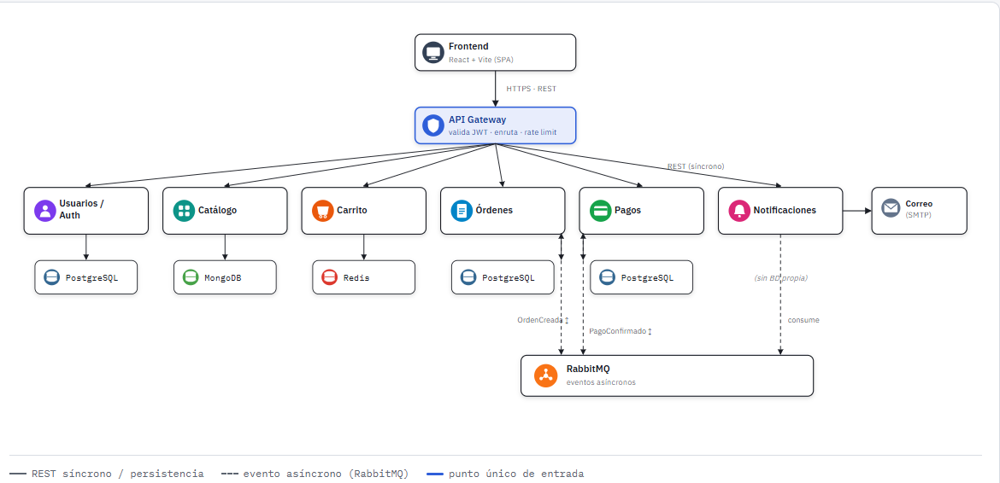 Frontend
React + Vite (SPA)
HTTPS · REST
API Gateway
valida JWT · enruta · rate limit
REST (síncrono)
Usuarios /
Auth
Catálogo
Carrito
Órdenes
Pagos
Notificaciones
Correo
(SMTP)
PostgreSQL
MongoDB
Redis
PostgreSQL
PostgreSQL
(sin BD propia)
OrdenCreada ↕
PagoConfirmado ↕
consume
RabbitMQ
eventos asíncronos
REST síncrono / persistencia
evento asíncrono (RabbitMQ)
punto único de entrada